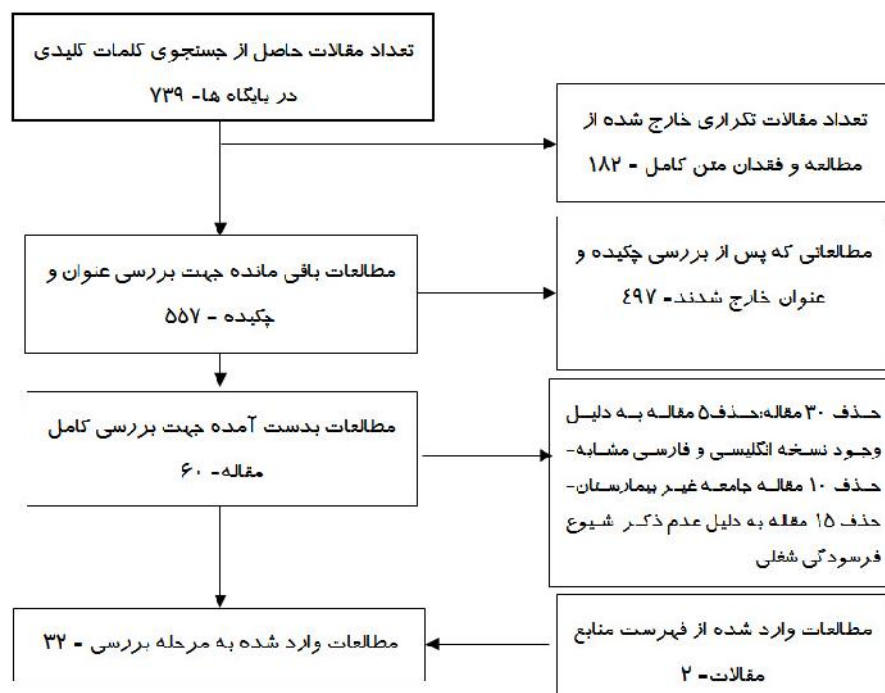 تعداد مقالات حاصل از جستجوی کلمات کلیدی
در پایگاه ها- ۷۳۹
تعداد مقالات تکراری خارج شده از
مطالعه و فقدان متن کامل - ۱۸۲
مطالعات باقی مانده جهت بررسی عنوان و
چکیده - ۵۵۷
مطالعاتی که پس از بررسی چکیده و
عنوان خارج شدند- ٤٩٧
مطالعات بدست آمده جهت بررسی کامل
مقاله- ۶۰
حذف ۳۰ مقاله:حذف۵ مقاله به دلیل
وجود نسخه انگلیسی و فارسی مشابه-
حذف ۱۰ مقاله جامعه غیر بیمارستان-
حذف ۱۵ مقاله به دلیل عدم ذکر شیوع
فرسودگی شغلی
مطالعات وارد شده به مرحله بررسی - ۳۲
مطالعات وارد شده از فهرست منابع
مقالات- ۲